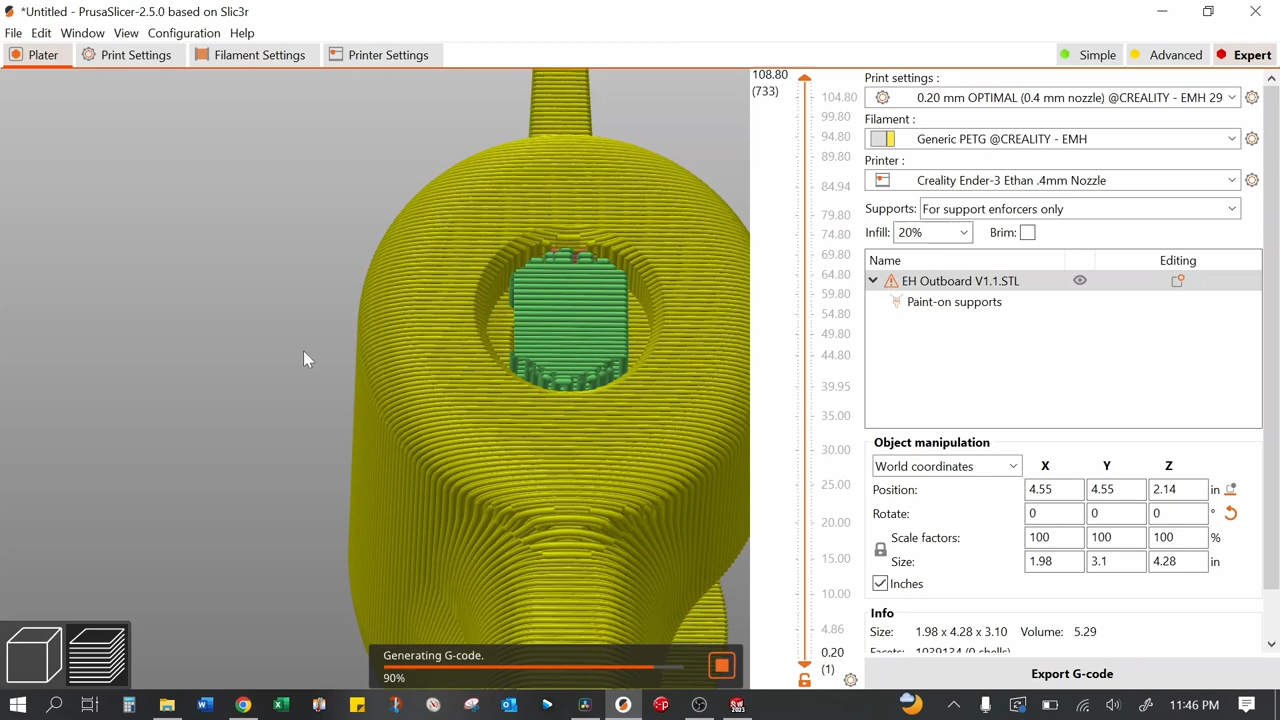 *Untitled - PrusaSlicer-2.5.0 based on Slic3r
File Edit Window View Configuration Help
Plater Print Settings Filament Settings Printer Settings Simple Advanced Expert
108.80
(733)
104.80
99.80
94.80
89.80
84.94
79.80
74.80
69.80
64.80
59.80
54.80
49.80
44.80
39.95
35.00
30.00
25.00
20.00
15.00
10.00
4.86
0.20
(1)
Print settings :
0.20 mm OPTIMAL (0.4 mm nozzle) @CREALITY - EMH 29
Filament :
Generic PETG @CREALITY - EMH
Printer :
Creality Ender-3 Ethan .4mm Nozzle
Supports: For support enforcers only
Infill: 20% Brim:
Name Editing
EH Outboard V1.1.STL
Paint-on supports
Object manipulation
World coordinates X Y Z
Position: 4.55 4.55 2.14 in
Rotate: 0 0 0 °
Scale factors: 100 100 100 %
Size: 1.98 3.1 4.28 in
Inches
Info
Size: 1.98 x 4.28 x 3.10 Volume: 5.29
Facets: 1039134 (0 shells)
Generating G-code.
90%
Export G-code
11:46 PM